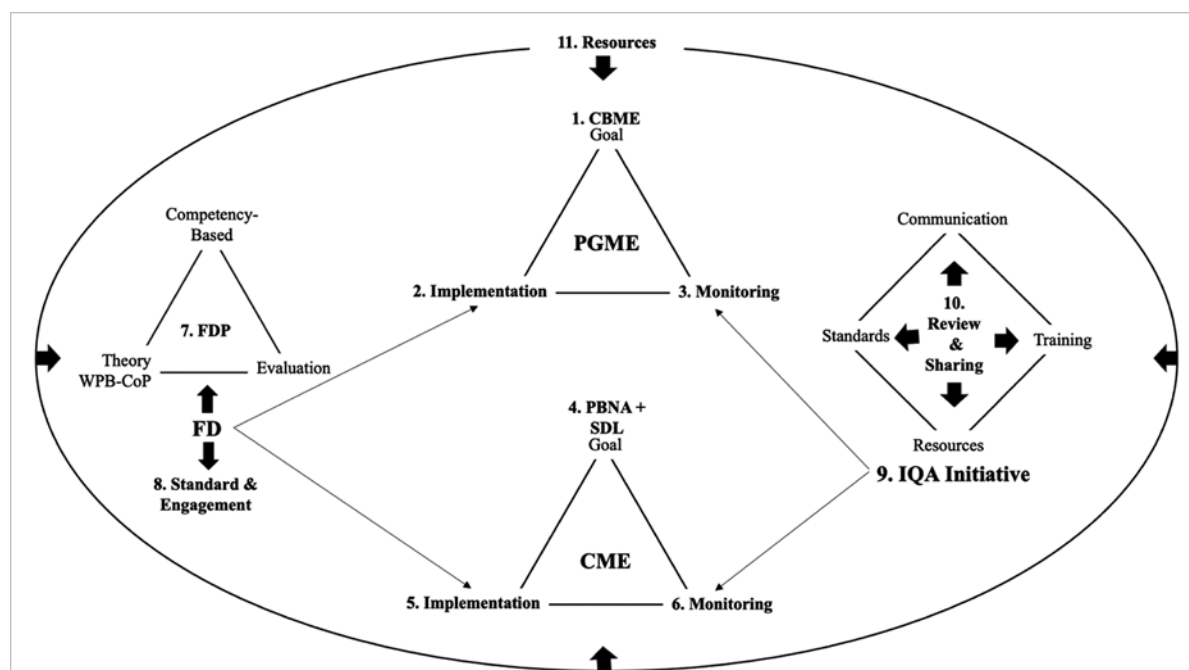 11. Resources
1. CBME
Goal
PGME
2. Implementation
3. Monitoring
Competency-
Based
7. FDP
Theory
WPB-CoP
Evaluation
FD
8. Standard &
Engagement
4. PBNA +
SDL
Goal
CME
5. Implementation
6. Monitoring
Communication
Standards
10.
Review
&
Sharing
Training
Resources
9. IQA Initiative